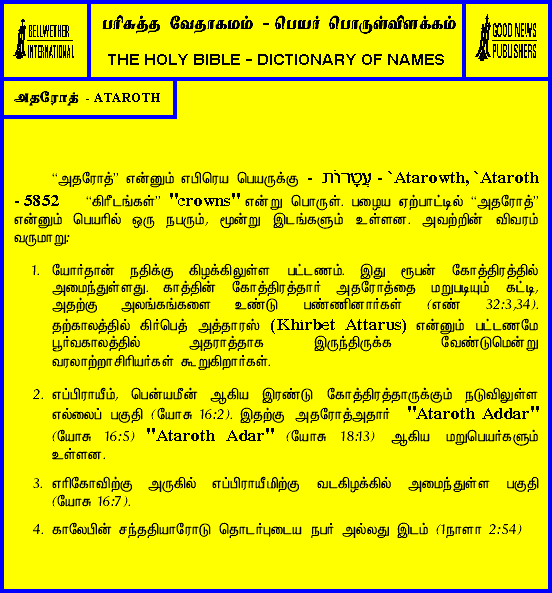 BELLWETHER
INTERNATIONAL
பரிசுத்த வேதாகமம் - பெயர் பொருள்விளக்கம்
THE HOLY BIBLE - DICTIONARY OF NAMES
GOOD NEWS
PUBLISHERS
அதரோத் - ATAROTH
“அதரோத்” என்னும் எபிரெய பெயருக்கு - עֲטָרוֹת - `Atarowth, `Ataroth
- 5852 “கிரீடங்கள்” "crowns" என்று பொருள். பழைய ஏற்பாட்டில் “அதரோத்”
என்னும் பெயரில் ஒரு நபரும், மூன்று இடங்களும் உள்ளன. அவற்றின் விவரம்
வருமாறு:
1. யோர்தான் நதிக்கு கிழக்கிலுள்ள பட்டணம். இது ரூபன் கோத்திரத்தில்
அமைந்துள்ளது. காத்தின் கோத்திரத்தார் அதரோத்தை மறுபடியும் கட்டி,
அதற்கு அலங்கங்களை உண்டு பண்ணினார்கள் (எண் 32:3,34).
தற்காலத்தில் கிர்பெத் அத்தாரஸ் (Khirbet Attarus) என்னும் பட்டணமே
பூர்வகாலத்தில் அதராத்தாக இருந்திருக்க வேண்டுமென்று
வரலாற்றாசிரியர்கள் கூறுகிறார்கள்.
2. எப்பிராயீம், பென்யமீன் ஆகிய இரண்டு கோத்திரத்தாருக்கும் நடுவிலுள்ள
எல்லைப் பகுதி (யோசு 16:2). இதற்கு அதரோத்அதார் "Ataroth Addar"
(யோசு 16:5) "Ataroth Adar" (யோசு 18:13) ஆகிய மறுபெயர்களும்
உள்ளன.
3. எரிகோவிற்கு அருகில் எப்பிராயீமிற்கு வடகிழக்கில் அமைந்துள்ள பகுதி
(யோசு 16:7).
4. காலேபின் சந்ததியாரோடு தொடர்புடைய நபர் அல்லது இடம் (1நாளா 2:54)